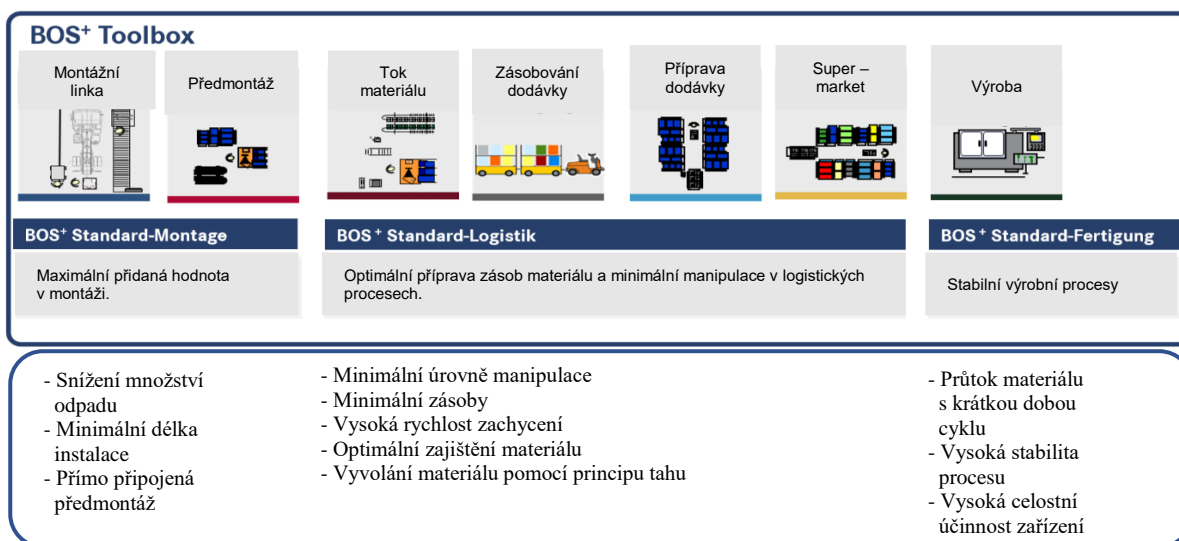 BOS⁺ Toolbox
Montážní
linka
Předmontáž
Tok
materiálu
Zásobování
dodávky
Příprava
dodávky
Super –
market
Výroba
BOS⁺ Standard-Montage
BOS⁺ Standard-Logistik
BOS⁺ Standard-Fertigung
Maximální přidaná hodnota
v montáži.
Optimální příprava zásob materiálu a minimální manipulace v logistických
procesech.
Stabilní výrobní procesy
- Snížení množství
odpadu
- Minimální délka
instalace
- Přímo připojená
předmontáž
- Minimální úrovně manipulace
- Minimální zásoby
- Vysoká rychlost zachycení
- Optimální zajištění materiálu
- Vyvolání materiálu pomocí principu tahu
- Průtok materiálu
s krátkou dobou
cyklu
- Vysoká stabilita
procesu
- Vysoká celostní
účinnost zařízení